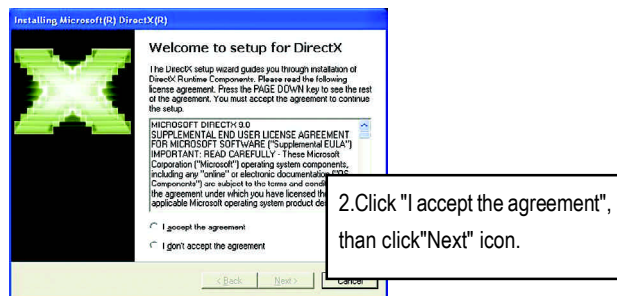 Installing Microsoft(R) DirectX(R)
Welcome to setup for DirectX
The DirectX setup wizard guides you through installation of
DirectX Runtime Components. Please read the following
license agreement. Press the PAGE DOWN key to see the rest
of the agreement. You must accept the agreement to continue
the setup.
MICROSOFT DIRECTX 9.0
SUPPLEMENTAL END USER LICENSE AGREEMENT
FOR MICROSOFT SOFTWARE ("Supplemental EULA")
IMPORTANT: READ CAREFULLY - These Microsoft
Corporation ("Microsoft") operating system components,
including any "online" or electronic documentation ("OS
Components") are subject to the terms and
the agreement under which you have licensed
applicable Microsoft operating system product
I accept the agreement
I don't accept the agreement
< Back
Next >
Cancel
2.Click "I accept the agreement",
than click"Next" icon.